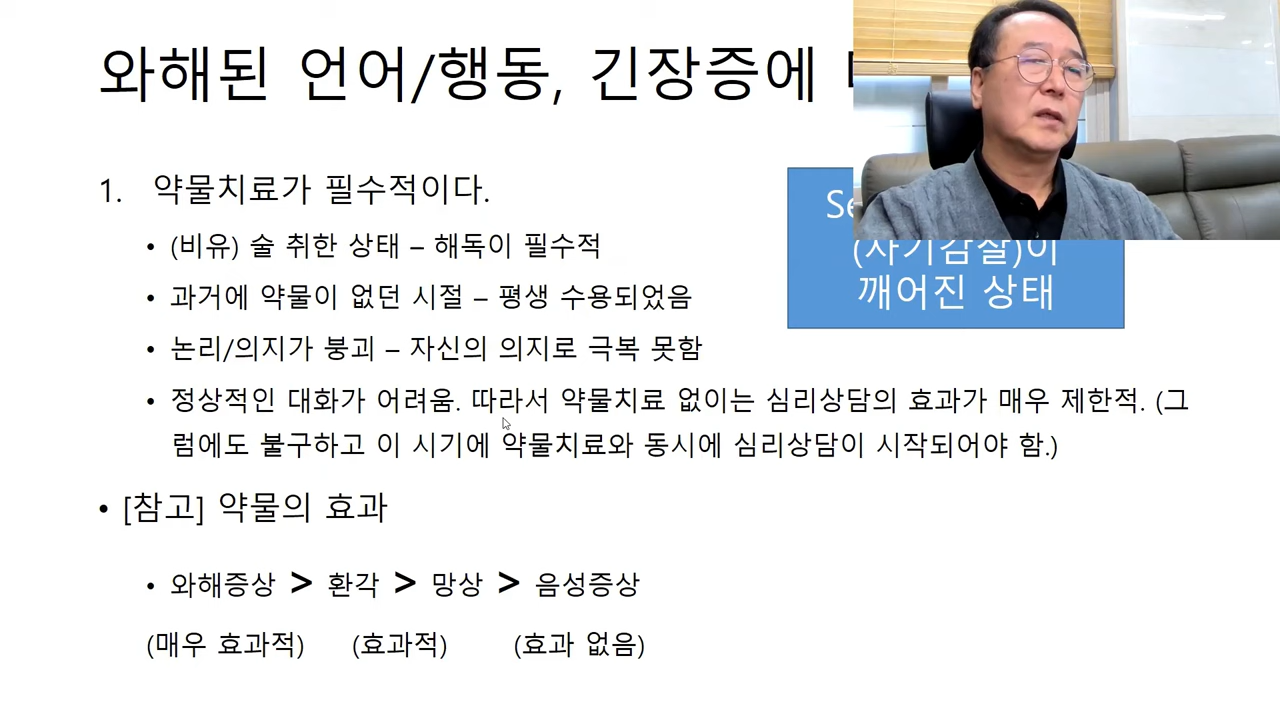 와해된 언어/행동, 긴장증에
1. 약물치료가 필수적이다.
• (비유) 술 취한 상태 – 해독이 필수적
• 과거에 약물이 없던 시절 – 평생 수용되었음
• 논리/의지가 붕괴 – 자신의 의지로 극복 못함
• 정상적인 대화가 어려움. 따라서 약물치료 없이는 심리상담의 효과가 매우 제한적. (그
럼에도 불구하고 이 시기에 약물치료와 동시에 심리상담이 시작되어야 함.)
(자기감찰)이
깨어진 상태
• [참고] 약물의 효과
• 와해증상 > 환각 > 망상 > 음성증상
(매우 효과적) (효과적) (효과 없음)